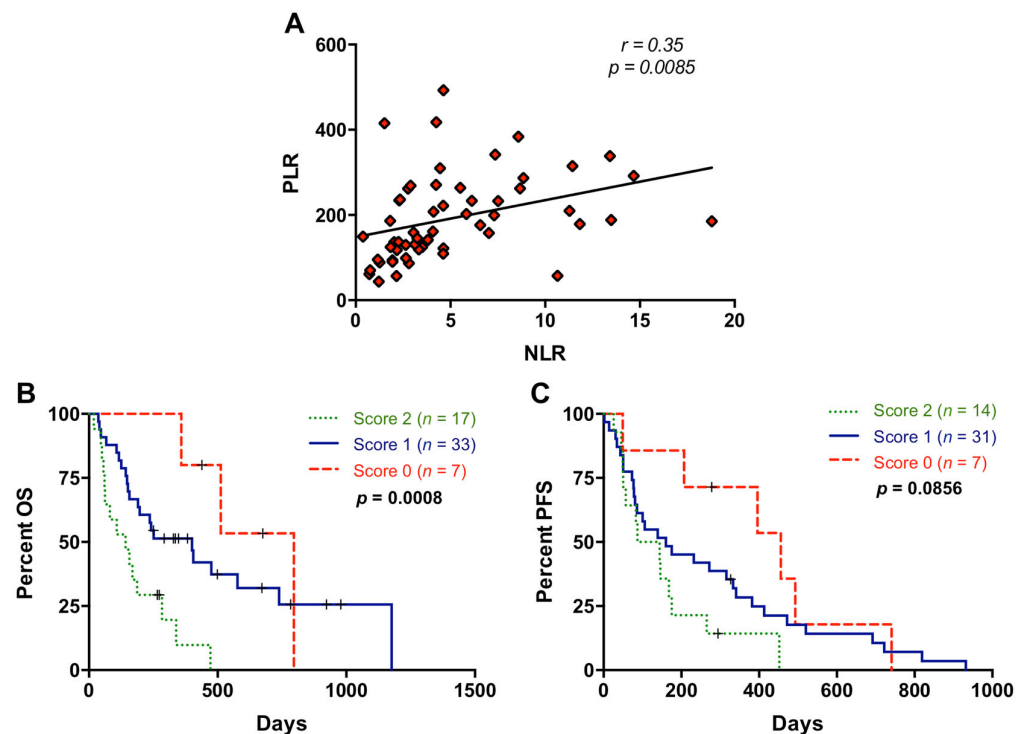 A
600
400
200
0
PLR
r = 0.35
p = 0.0085
0 5 10 15 20
NLR
B
100
75
50
25
0
Percent OS
Score 2 (n = 17)
Score 1 (n = 33)
Score 0 (n = 7)
p = 0.0008
0 500 1000 1500
Days
C
100
75
50
25
0
Percent PFS
Score 2 (n = 14)
Score 1 (n = 31)
Score 0 (n = 7)
p = 0.0856
0 200 400 600 800 1000
Days